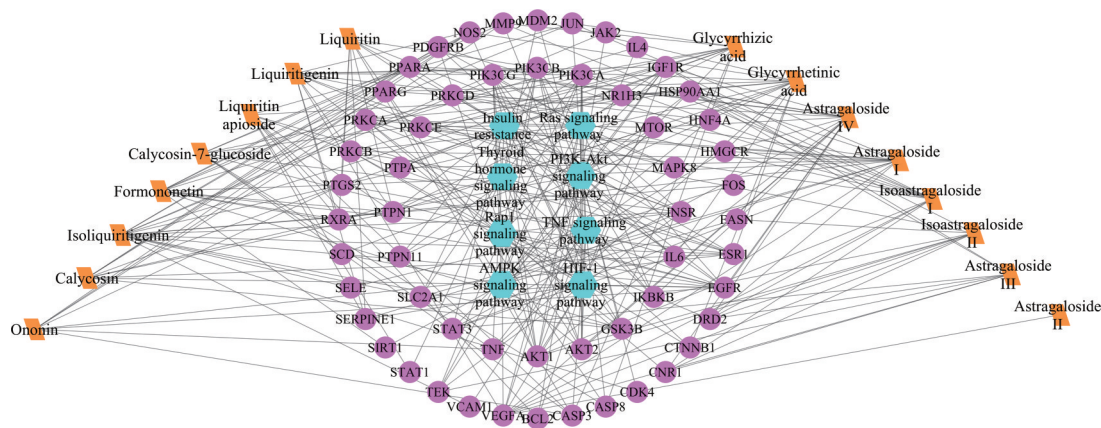 MMP9
MDM2
JUN
NOS2
JAK2
PDGFRB
IL4
Liquiritin
Glycyrrhizic
acid
PPARA
PIK3CG
PIK3CB
PIK3CA
IGF1R
Liquiritigenin
Glycyrrhetinic
acid
PPARG
PRKCD
NR1H3
HSP90AA1
Liquiritin
apioside
Astragaloside
IV
PRKCA
PRKCE
Insulin
resistance
Ras signaling
pathway
MTOR
HNF4A
Calycosin-7-glucoside
PRKCB
PTPA
Thyroid
hormone
signaling
pathway
PI3K-Akt
signaling
pathway
MAPK8
HMGCR
Astragaloside
I
Formononetin
PTGS2
FOS
Isoastragaloside
I
RXRA
PTPN1
Rap1
signaling
pathway
TNF signaling
pathway
INSR
FASN
Isoliquiritigenin
Isoastragaloside
II
SCD
PTPN11
IL6
ESR1
Calycosin
Astragaloside
III
SELE
SLC2A1
AMPK
signaling
pathway
HIF-1
signaling
pathway
IKBKB
EGFR
Ononin
Astragaloside
II
SERPINE1
STAT3
GSK3B
DRD2
SIRT1
TNF
AKT1
AKT2
CTNNB1
STAT1
CNR1
TEK
CDK4
VCAM1
VEGFA
BCL2
CASP3
CASP8